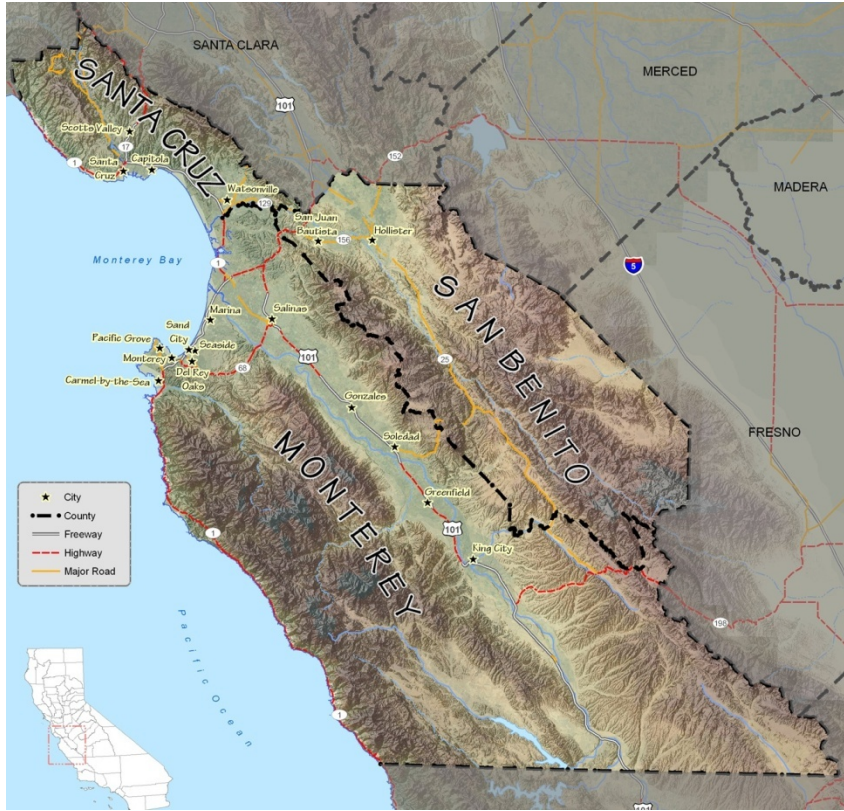 SANTA CLARA
MERCED
SANTA CRUZ
101
Scotts Valley
17
152
1
Santa
Cruz
Capitola
MADERA
Watsonville
129
San Juan
Bautista
156
Hollister
Monterey Bay
1
5
SAN BENITO
Marina
Salinas
Sand
City
Pacific Grove
Seaside
Monterey
101
25
Del Rey
Oaks
68
Carmel-by-the-Sea
Gonzales
FRESNO
Soledad
MONTEREY
City
County
Freeway
Highway
Major Road
Greenfield
101
1
King City
Pacific Ocean
198
1
101